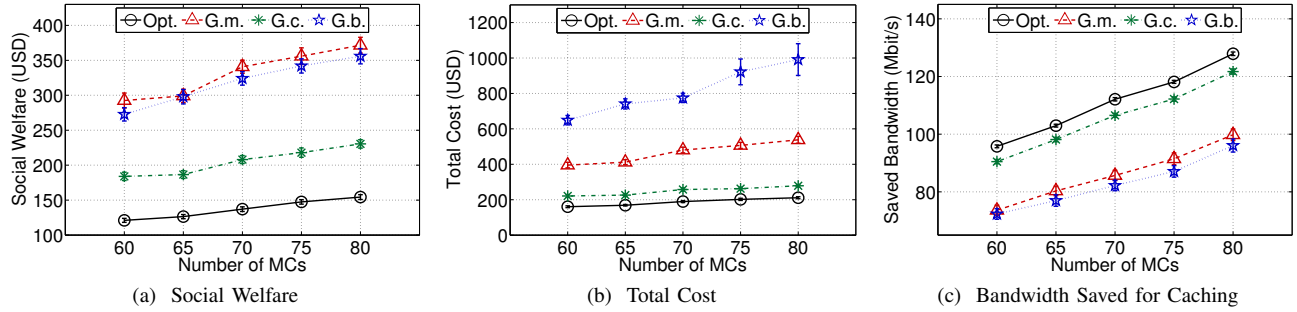 Opt. G.m. G.c. G.b.
Social Welfare (USD)
400
350
300
250
200
150
100
60 65 70 75 80
Number of MCs
(a) Social Welfare
Opt. G.m. G.c. G.b.
Total Cost (USD)
1200
1000
800
600
400
200
0
60 65 70 75 80
Number of MCs
(b) Total Cost
Opt. G.m. G.c. G.b.
Saved Bandwidth (Mbit/s)
140
120
100
80
60 65 70 75 80
Number of MCs
(c) Bandwidth Saved for Caching